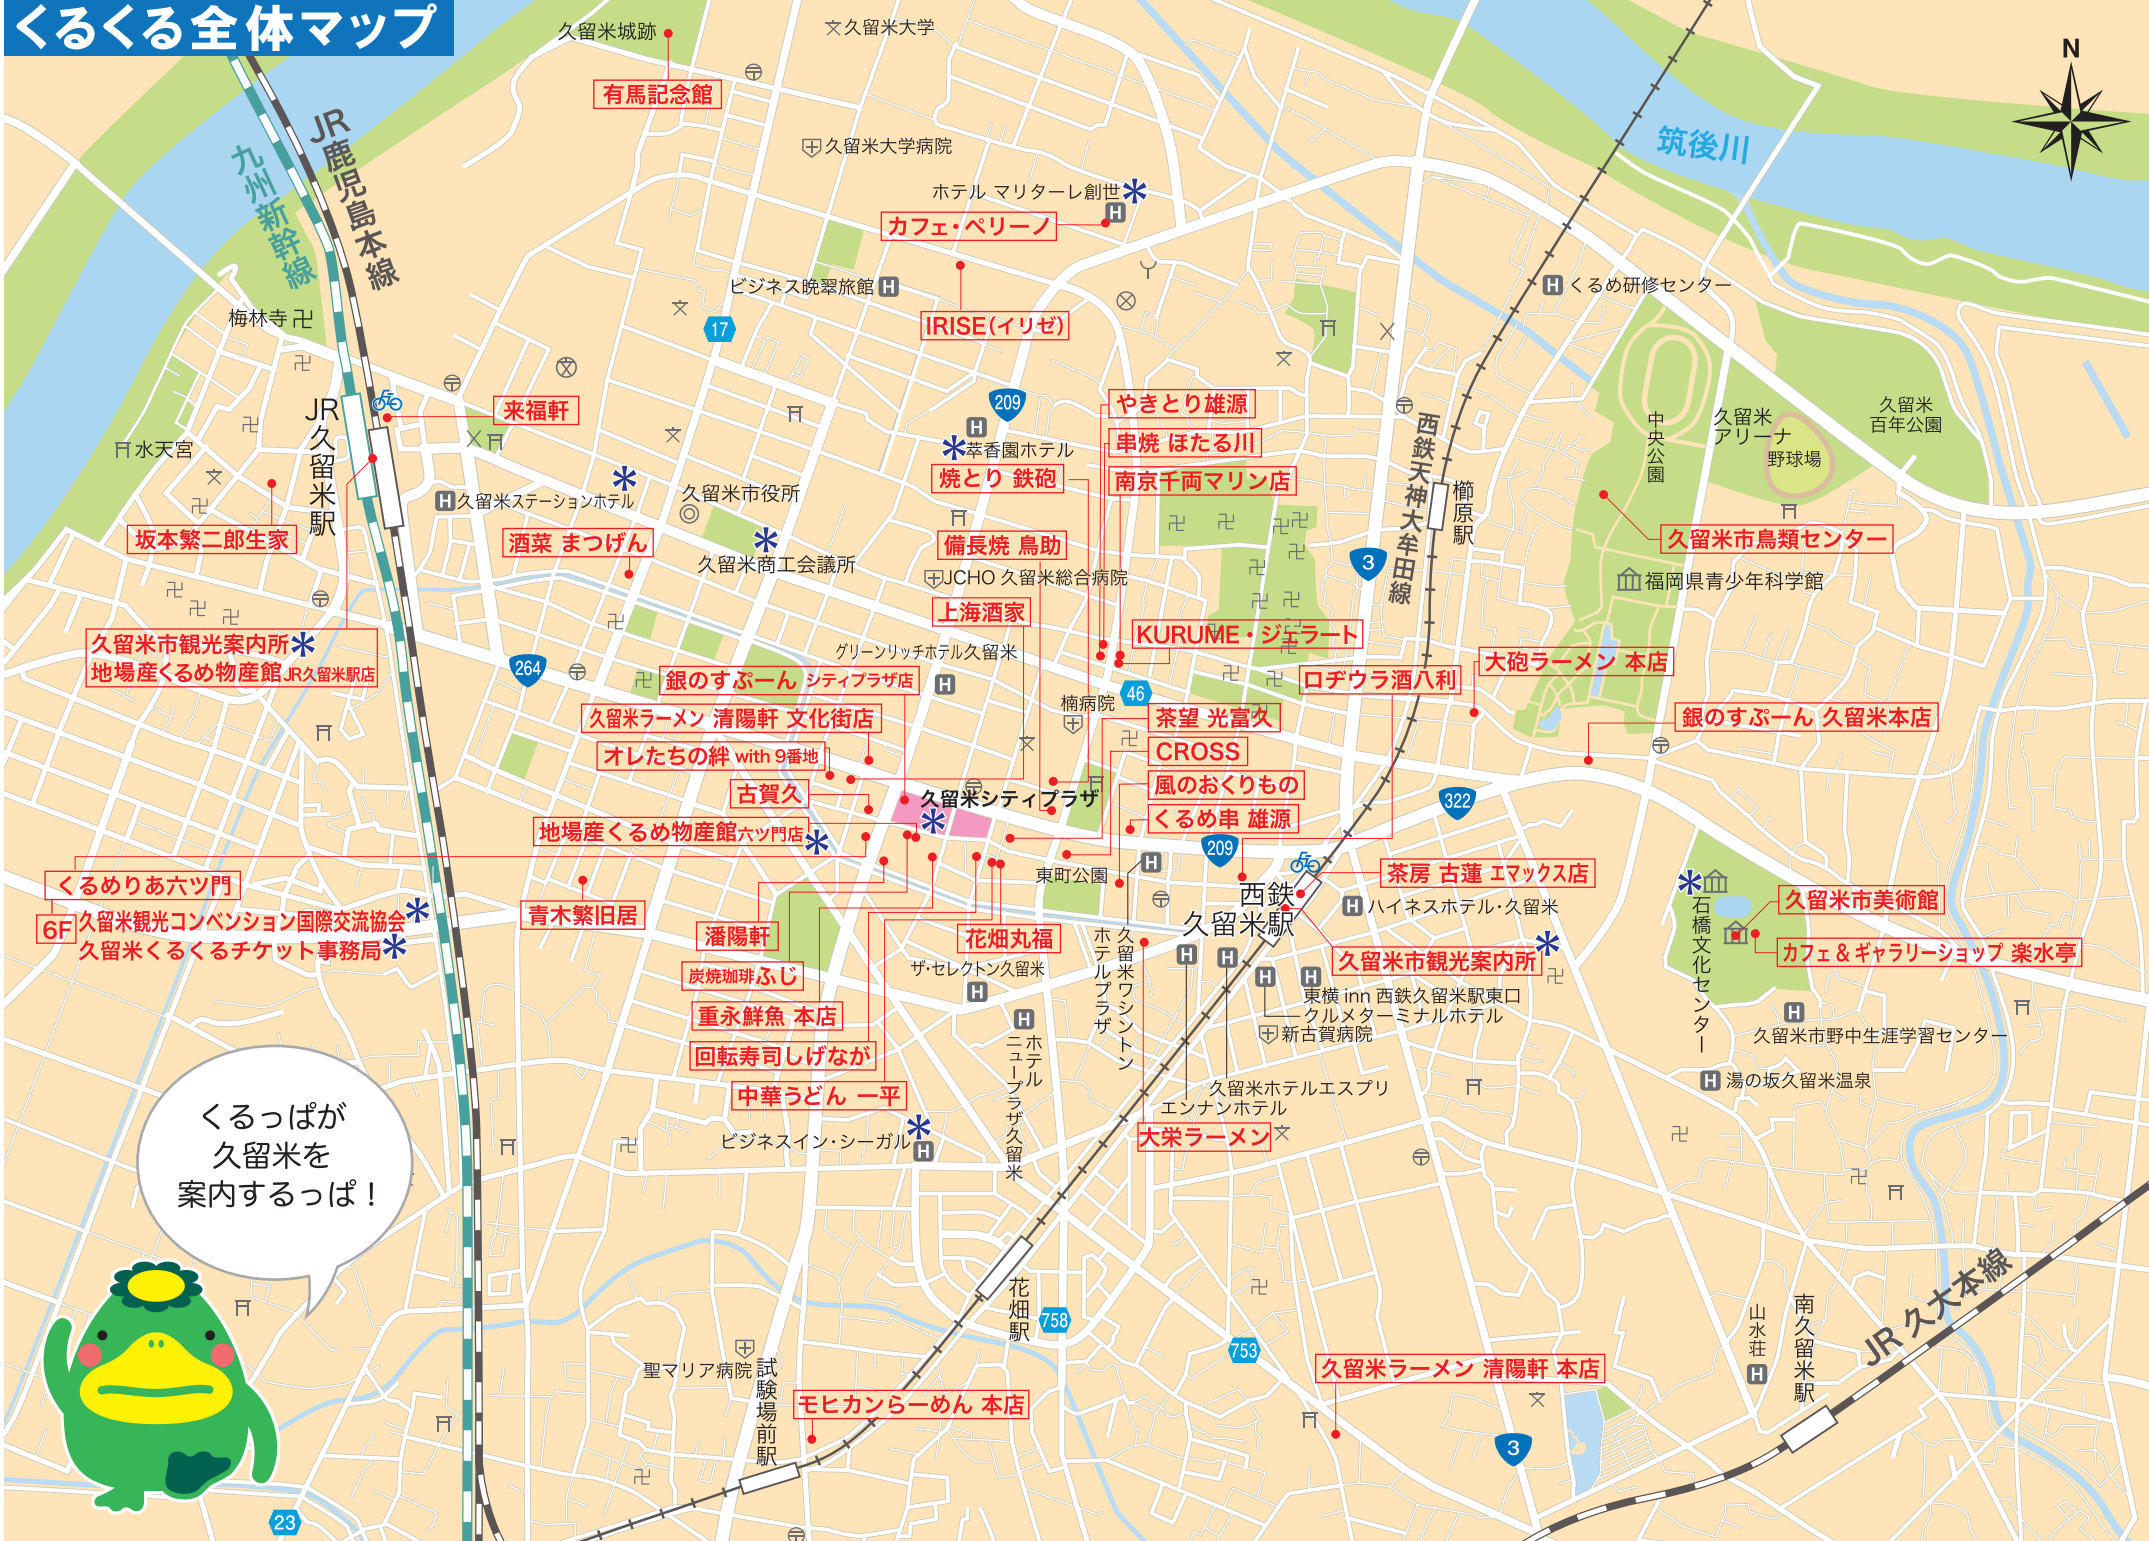 くるくる全体マップ
久留米城跡
久留米大学
有馬記念館
久留米大学病院
ホテル マリターレ創世
カフェ・ペリーノ
筑後川
N
JR鹿児島本線
九州新幹線
ビジネス晩翠旅館
H
IRISE(イリゼ)
くるめ研修センター
梅林寺
17
209
JR久留米駅
来福軒
水天宮
萃香園ホテル
焼とり 鉄砲
やきとり雄源
串焼 ほたる川
南京千両マリン店
西鉄天神大牟田線
櫛原駅
中央公園
久留米
アリーナ
野球場
久留米
百年公園
久留米ステーションホテル
久留米市役所
坂本繁二郎生家
酒菜 まつげん
久留米商工会議所
備長焼 鳥助
JCHO 久留米総合病院
3
久留米市鳥類センター
福岡県青少年科学館
上海酒家
KURUME・ジェラート
久留米市観光案内所
地場産くるめ物産館JR久留米駅店
264
グリーンリッチホテル久留米
銀のすぷーん シティプラザ店
ロヂウラ酒八利
大砲ラーメン 本店
46
楠病院
久留米ラーメン 清陽軒 文化街店
茶望 光富久
銀のすぷーん 久留米本店
オレたちの絆 with 9番地
CROSS
古賀久
久留米シティプラザ
風のおくりもの
322
地場産くるめ物産館六ツ門店
くるめ串 雄源
209
くるめりあ六ツ門
6F
久留米観光コンベンション国際交流協会
久留米くるくるチケット事務局
青木繁旧居
東町公園
西鉄
久留米駅
茶房 古蓮 エマックス店
ハイネスホテル・久留米
石橋文化センター
久留米市美術館
カフェ&ギャラリーショップ 楽水亭
潘陽軒
花畑丸福
炭焼珈琲ふじ
ザ・セレクトン久留米
久留米ワシントン
ホテルプラザ
久留米市観光案内所
東横 inn 西鉄久留米駅東口
クルメターミナルホテル
新古賀病院
重永鮮魚 本店
回転寿司しげなが
中華うどん 一平
ホテル
ニュープラザ久留米
久留米市野中生涯学習センター
湯の坂久留米温泉
久留米ホテルエスプリ
エンナンホテル
大栄ラーメン
ビジネスイン・シーガル
くるっぱが
久留米を
案内するっぱ！
花畑駅
758
753
聖マリア病院
試験場前駅
モヒカンらーめん 本店
久留米ラーメン 清陽軒 本店
3
山水荘
南久留米駅
JR 久大本線
23